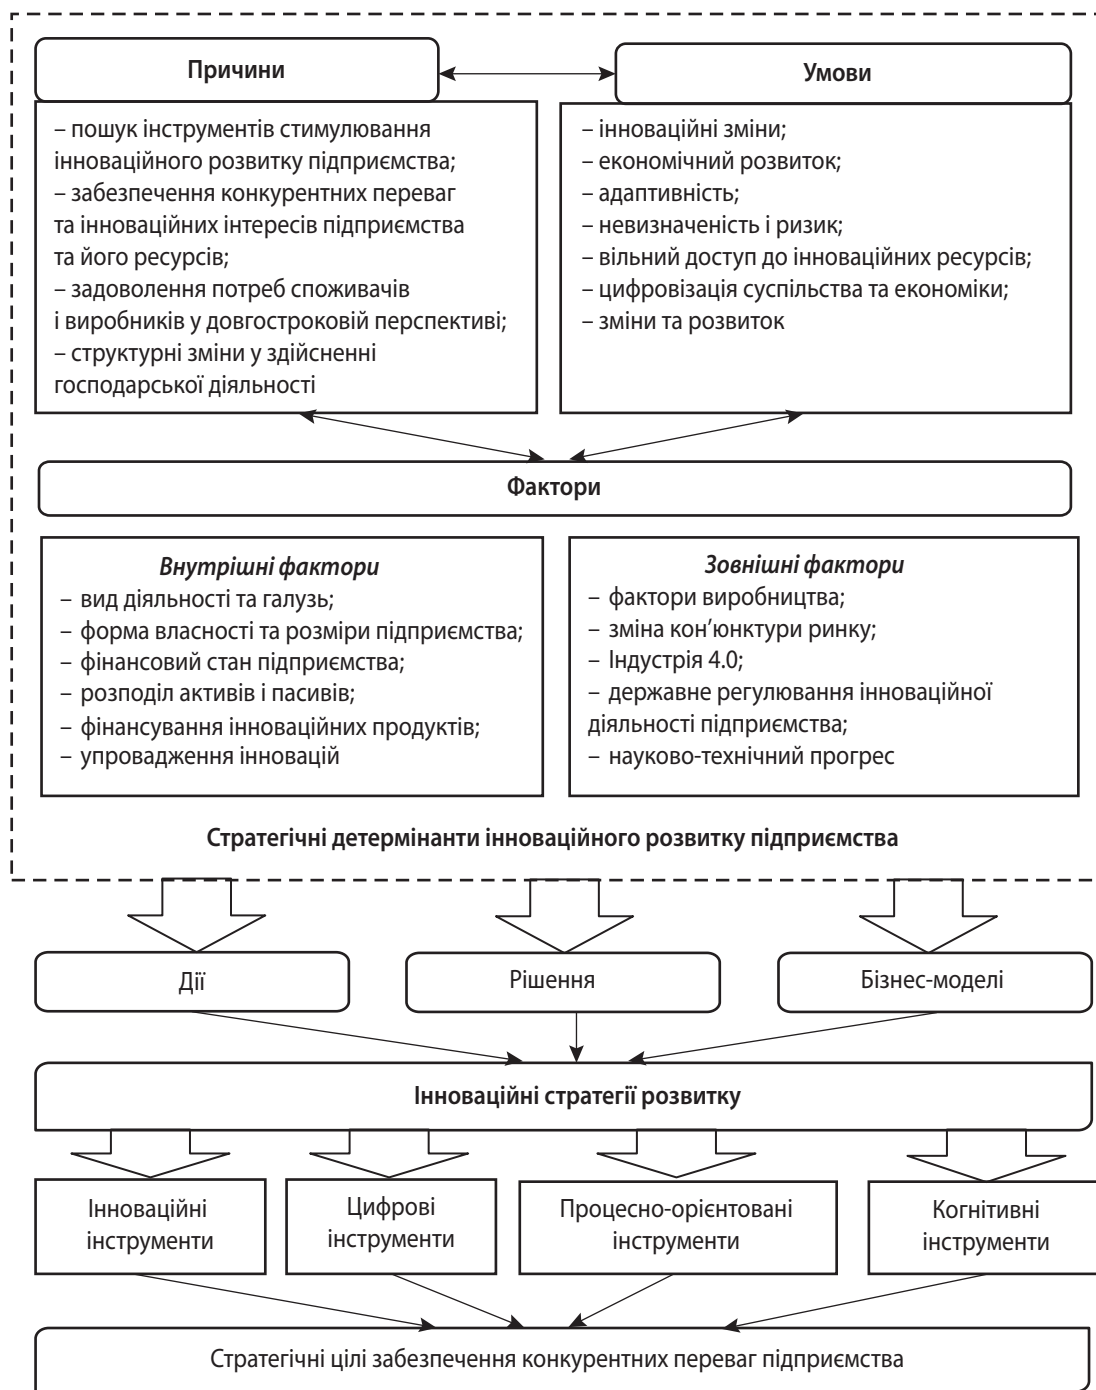 Причини
Умови
– пошук інструментів стимулювання
інноваційного розвитку підприємства;
– забезпечення конкурентних переваг
та інноваційних інтересів підприємства
та його ресурсів;
– задоволення потреб споживачів
і виробників у довгостроковій перспективі;
– структурні зміни у здійсненні
господарської діяльності
– інноваційні зміни;
– економічний розвиток;
– адаптивність;
– невизначеність і ризик;
– вільний доступ до інноваційних ресурсів;
– цифровізація суспільства та економіки;
– зміни та розвиток
Фактори
Внутрішні фактори
– вид діяльності та галузь;
– форма власності та розміри підприємства;
– фінансовий стан підприємства;
– розподіл активів і пасивів;
– фінансування інноваційних продуктів;
– упровадження інновацій
Зовнішні фактори
– фактори виробництва;
– зміна кон’юнктури ринку;
– Індустрія 4.0;
– державне регулювання інноваційної
діяльності підприємства;
– науково-технічний прогрес
Стратегічні детермінанти інноваційного розвитку підприємства
Дії
Рішення
Бізнес-моделі
Інноваційні стратегії розвитку
Інноваційні
інструменти
Цифрові
інструменти
Процесно-орієнтовані
інструменти
Когнітивні
інструменти
Стратегічні цілі забезпечення конкурентних переваг підприємства